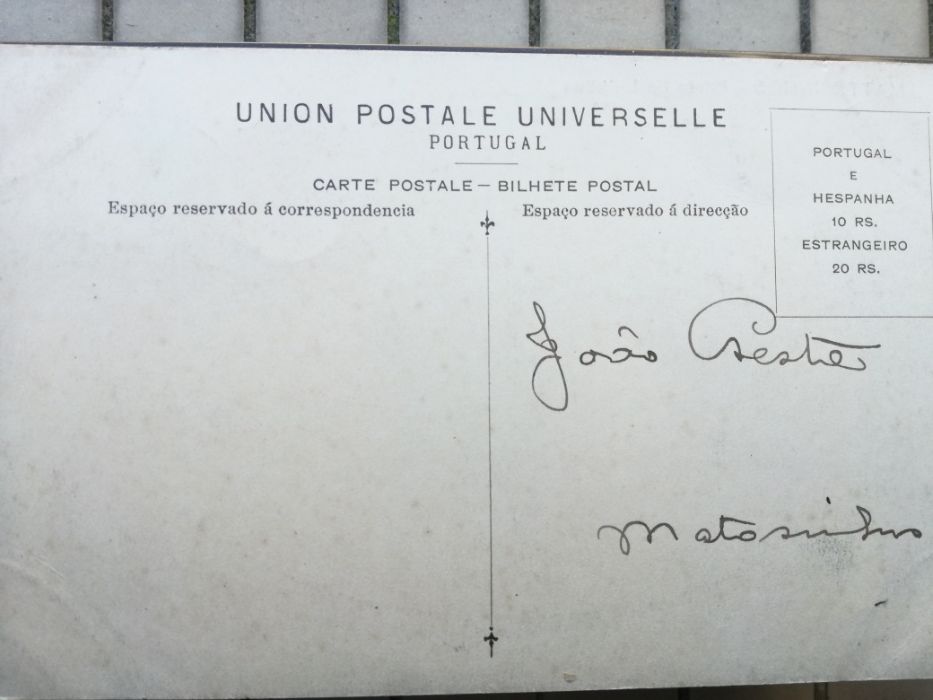 UNION POSTALE UNIVERSELLE
PORTUGAL
CARTE POSTALE — BILHETE POSTAL
Espaço reservado á correspondencia
Espaço reservado á direcção
PORTUGAL
E
HESPANHA
10 RS.
ESTRANGEIRO
20 RS.
João
Matosinhos